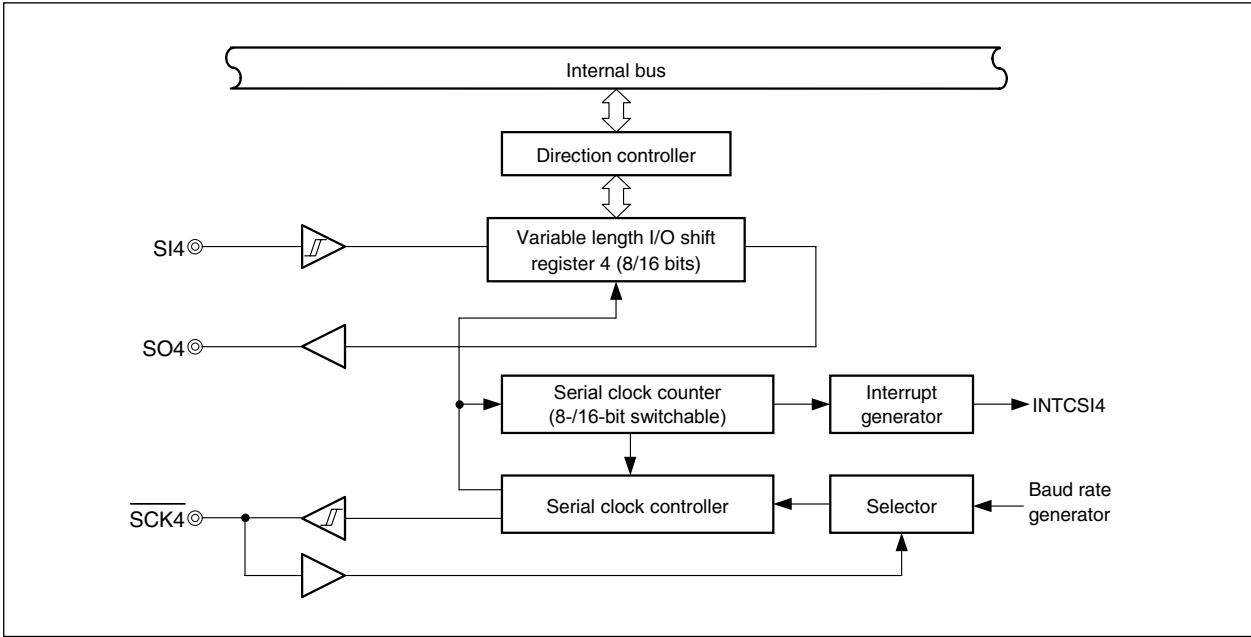 Internal bus
Direction controller
SI4
Variable length I/O shift
register 4 (8/16 bits)
SO4
Serial clock counter
(8-/16-bit switchable)
Interrupt
generator
INTCSI4
SCK4
Serial clock controller
Selector
Baud rate
generator